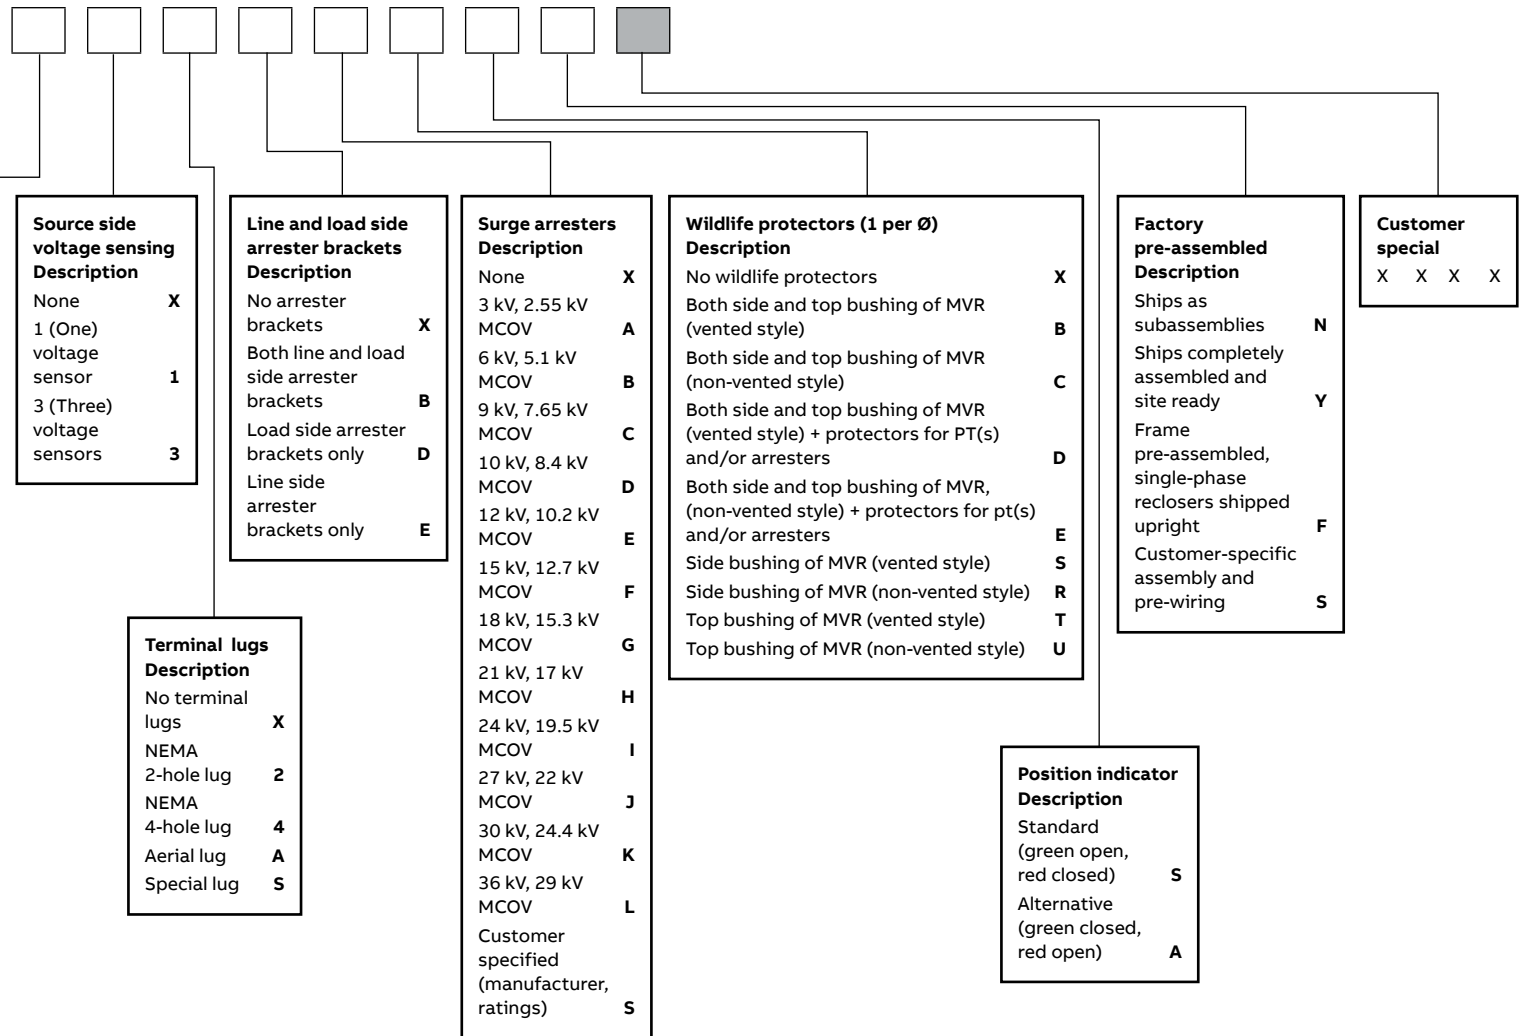 Source side
voltage sensing
Description
None X
1 (One)
voltage
sensor 1
3 (Three)
voltage
sensors 3
Terminal lugs
Description
No terminal
lugs X
NEMA
2-hole lug 2
NEMA
4-hole lug 4
Aerial lug A
Special lug S
Line and load side
arrester brackets
Description
No arrester
brackets X
Both line and load
side arrester
brackets B
Load side arrester
brackets only D
Line side
arrester
brackets only E
Surge arresters
Description
None X
3 kV, 2.55 kV
MCOV A
6 kV, 5.1 kV
MCOV B
9 kV, 7.65 kV
MCOV C
10 kV, 8.4 kV
MCOV D
12 kV, 10.2 kV
MCOV E
15 kV, 12.7 kV
MCOV F
18 kV, 15.3 kV
MCOV G
21 kV, 17 kV
MCOV H
24 kV, 19.5 kV
MCOV I
27 kV, 22 kV
MCOV J
30 kV, 24.4 kV
MCOV K
36 kV, 29 kV
MCOV L
Customer
specified
(manufacturer,
ratings) S
Wildlife protectors (1 per Ø)
Description
No wildlife protectors X
Both side and top bushing of MVR
(vented style) B
Both side and top bushing of MVR
(non-vented style) C
Both side and top bushing of MVR
(vented style) + protectors for PT(s)
and/or arresters D
Both side and top bushing of MVR,
(non-vented style) + protectors for pt(s)
and/or arresters E
Side bushing of MVR (vented style) S
Side bushing of MVR (non-vented style) R
Top bushing of MVR (vented style) T
Top bushing of MVR (non-vented style) U
Position indicator
Description
Standard
(green open,
red closed) S
Alternative
(green closed,
red open) A
Factory
pre-assembled
Description
Ships as
subassemblies N
Ships completely
assembled and
site ready Y
Frame
pre-assembled,
single-phase
reclosers shipped
upright F
Customer-specific
assembly and
pre-wiring S
Customer
special
X X X X